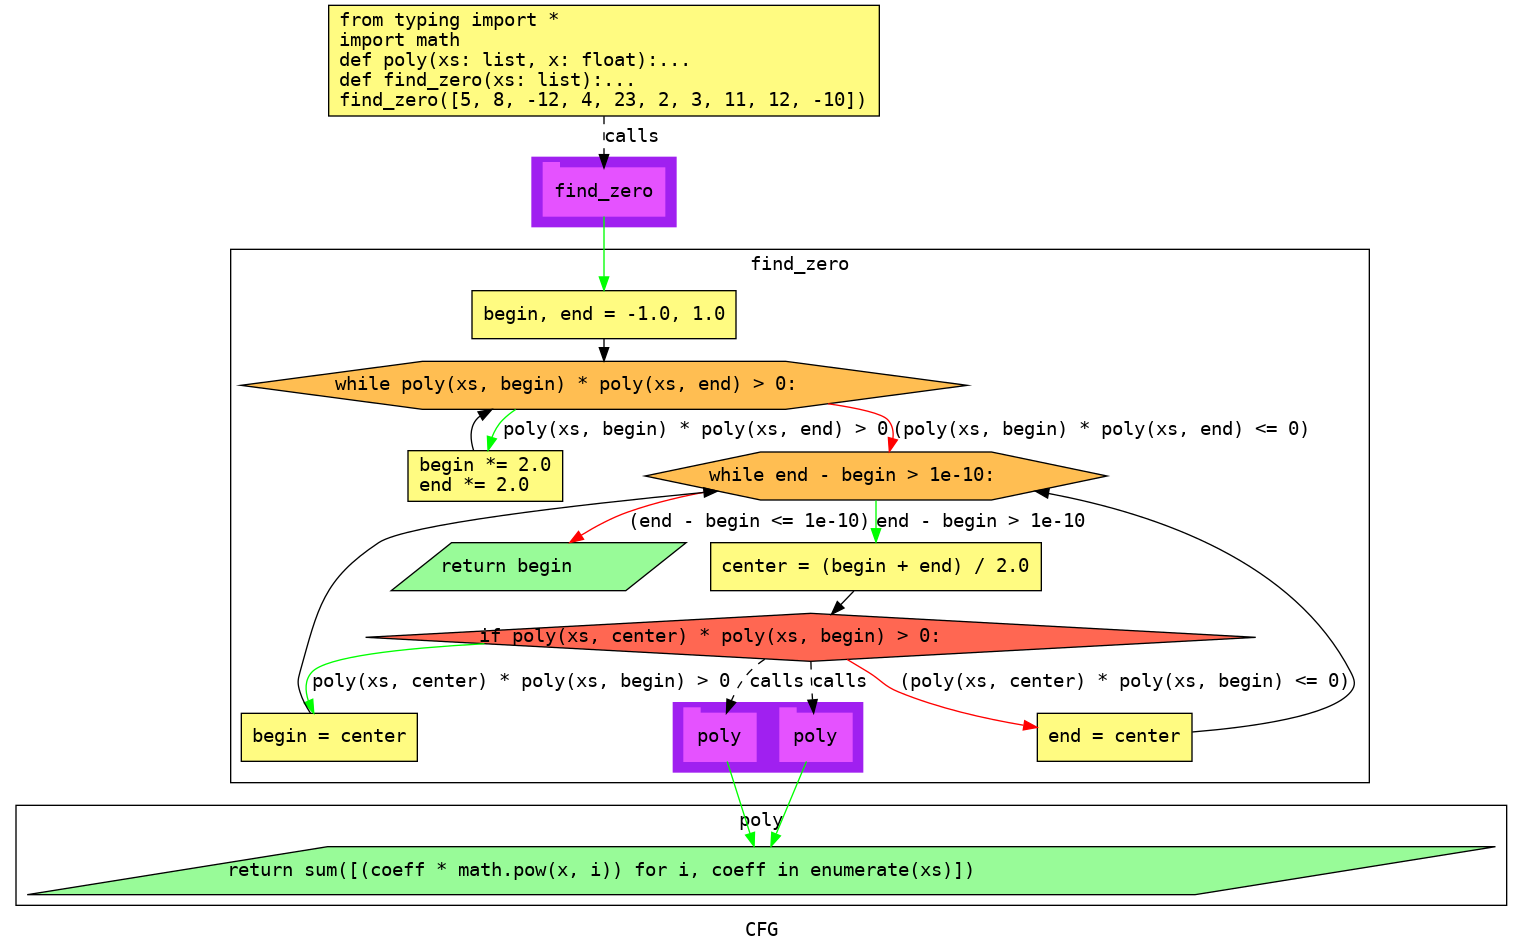 from typing import *
import math
def poly(xs: list, x: float):...
def find_zero(xs: list):...
find_zero([5, 8, -12, 4, 23, 2, 3, 11, 12, -10])
calls
find_zero
find_zero
begin, end = -1.0, 1.0
while poly(xs, begin) * poly(xs, end) > 0:
poly(xs, begin) * poly(xs, end) > 0
(poly(xs, begin) * poly(xs, end) <= 0)
begin *= 2.0
end *= 2.0
while end - begin > 1e-10:
(end - begin <= 1e-10)
end - begin > 1e-10
return begin
center = (begin + end) / 2.0
if poly(xs, center) * poly(xs, begin) > 0:
poly(xs, center) * poly(xs, begin) > 0
calls
calls
(poly(xs, center) * poly(xs, begin) <= 0)
begin = center
poly
poly
end = center
poly
return sum([(coeff * math.pow(x, i)) for i, coeff in enumerate(xs)])
CFG